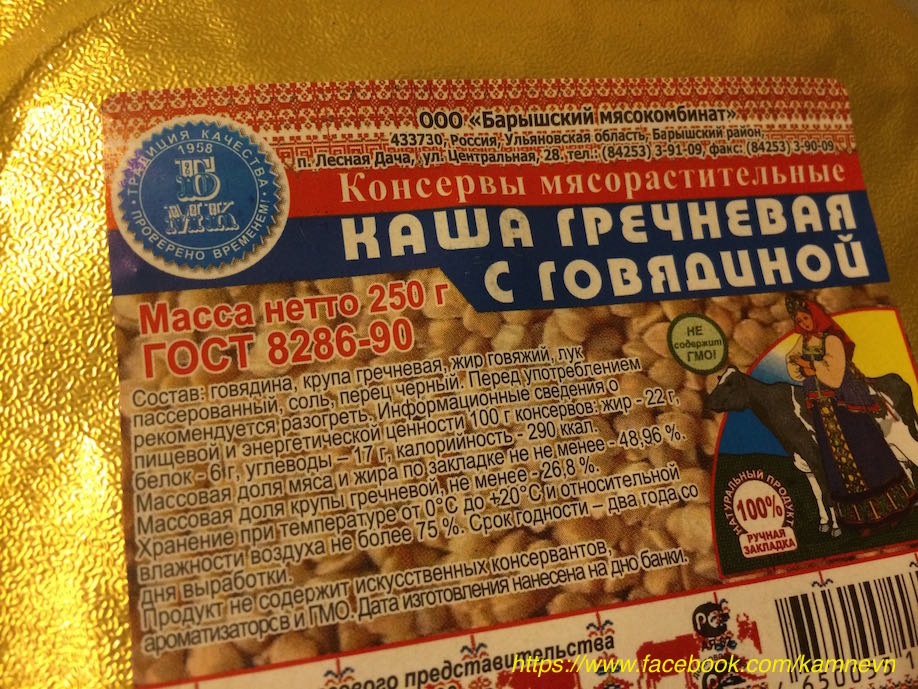 ООО «Барышский мясокомбинат»
433730, Россия, Ульяновская область, Барышский район,
п. Лесная Дача, ул. Центральная, 28. тел.: (84253) 3-91-09, факс: (84253) 3-90-09
ТРАДИЦИЯ КАЧЕСТВА
1958
Б
МК
ПРОВЕРЕНО ВРЕМЕНЕМ!
Консервы мясорастительные
КАША ГРЕЧНЕВАЯ
С ГОВЯДИНОЙ
Масса нетто 250 г
ГОСТ 8286-90
НЕ
содержит
ГМО!
Состав: говядина, крупа гречневая, жир говяжий, лук
пассерованный, соль, перец черный. Перед употреблением
рекомендуется разогреть. Информационные сведения о
пищевой и энергетической ценности 100 г консервов: жир - 22 г,
белок - 6 г, углеводы – 17 г, калорийность - 290 ккал.
Массовая доля мяса и жира по закладке не не менее - 48,96 %.
Массовая доля крупы гречневой, не менее - 26,8 %.
Хранение при температуре от 0°С до +20°С и относительной
влажности воздуха не более 75 %. Срок годности – два года со
дня выработки.
Продукт не содержит искусственных консервантов,
ароматизаторов и ГМО. Дата изготовления нанесена на дно банки.
НАТУРАЛЬНЫЙ ПРОДУКТ
100%
РУЧНАЯ
ЗАКЛАДКА
представительства
https://www.facebook.com/kamnevn